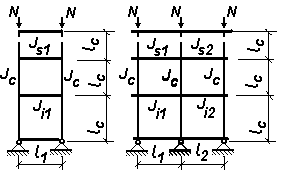 N N N N N
J_s1 l_c J_s1 J_s2 l_c
J_c J_c l_c J_c J_c J_c l_c
J_i1 l_c J_i1 J_i2 l_c
l_1 l_1 l_2